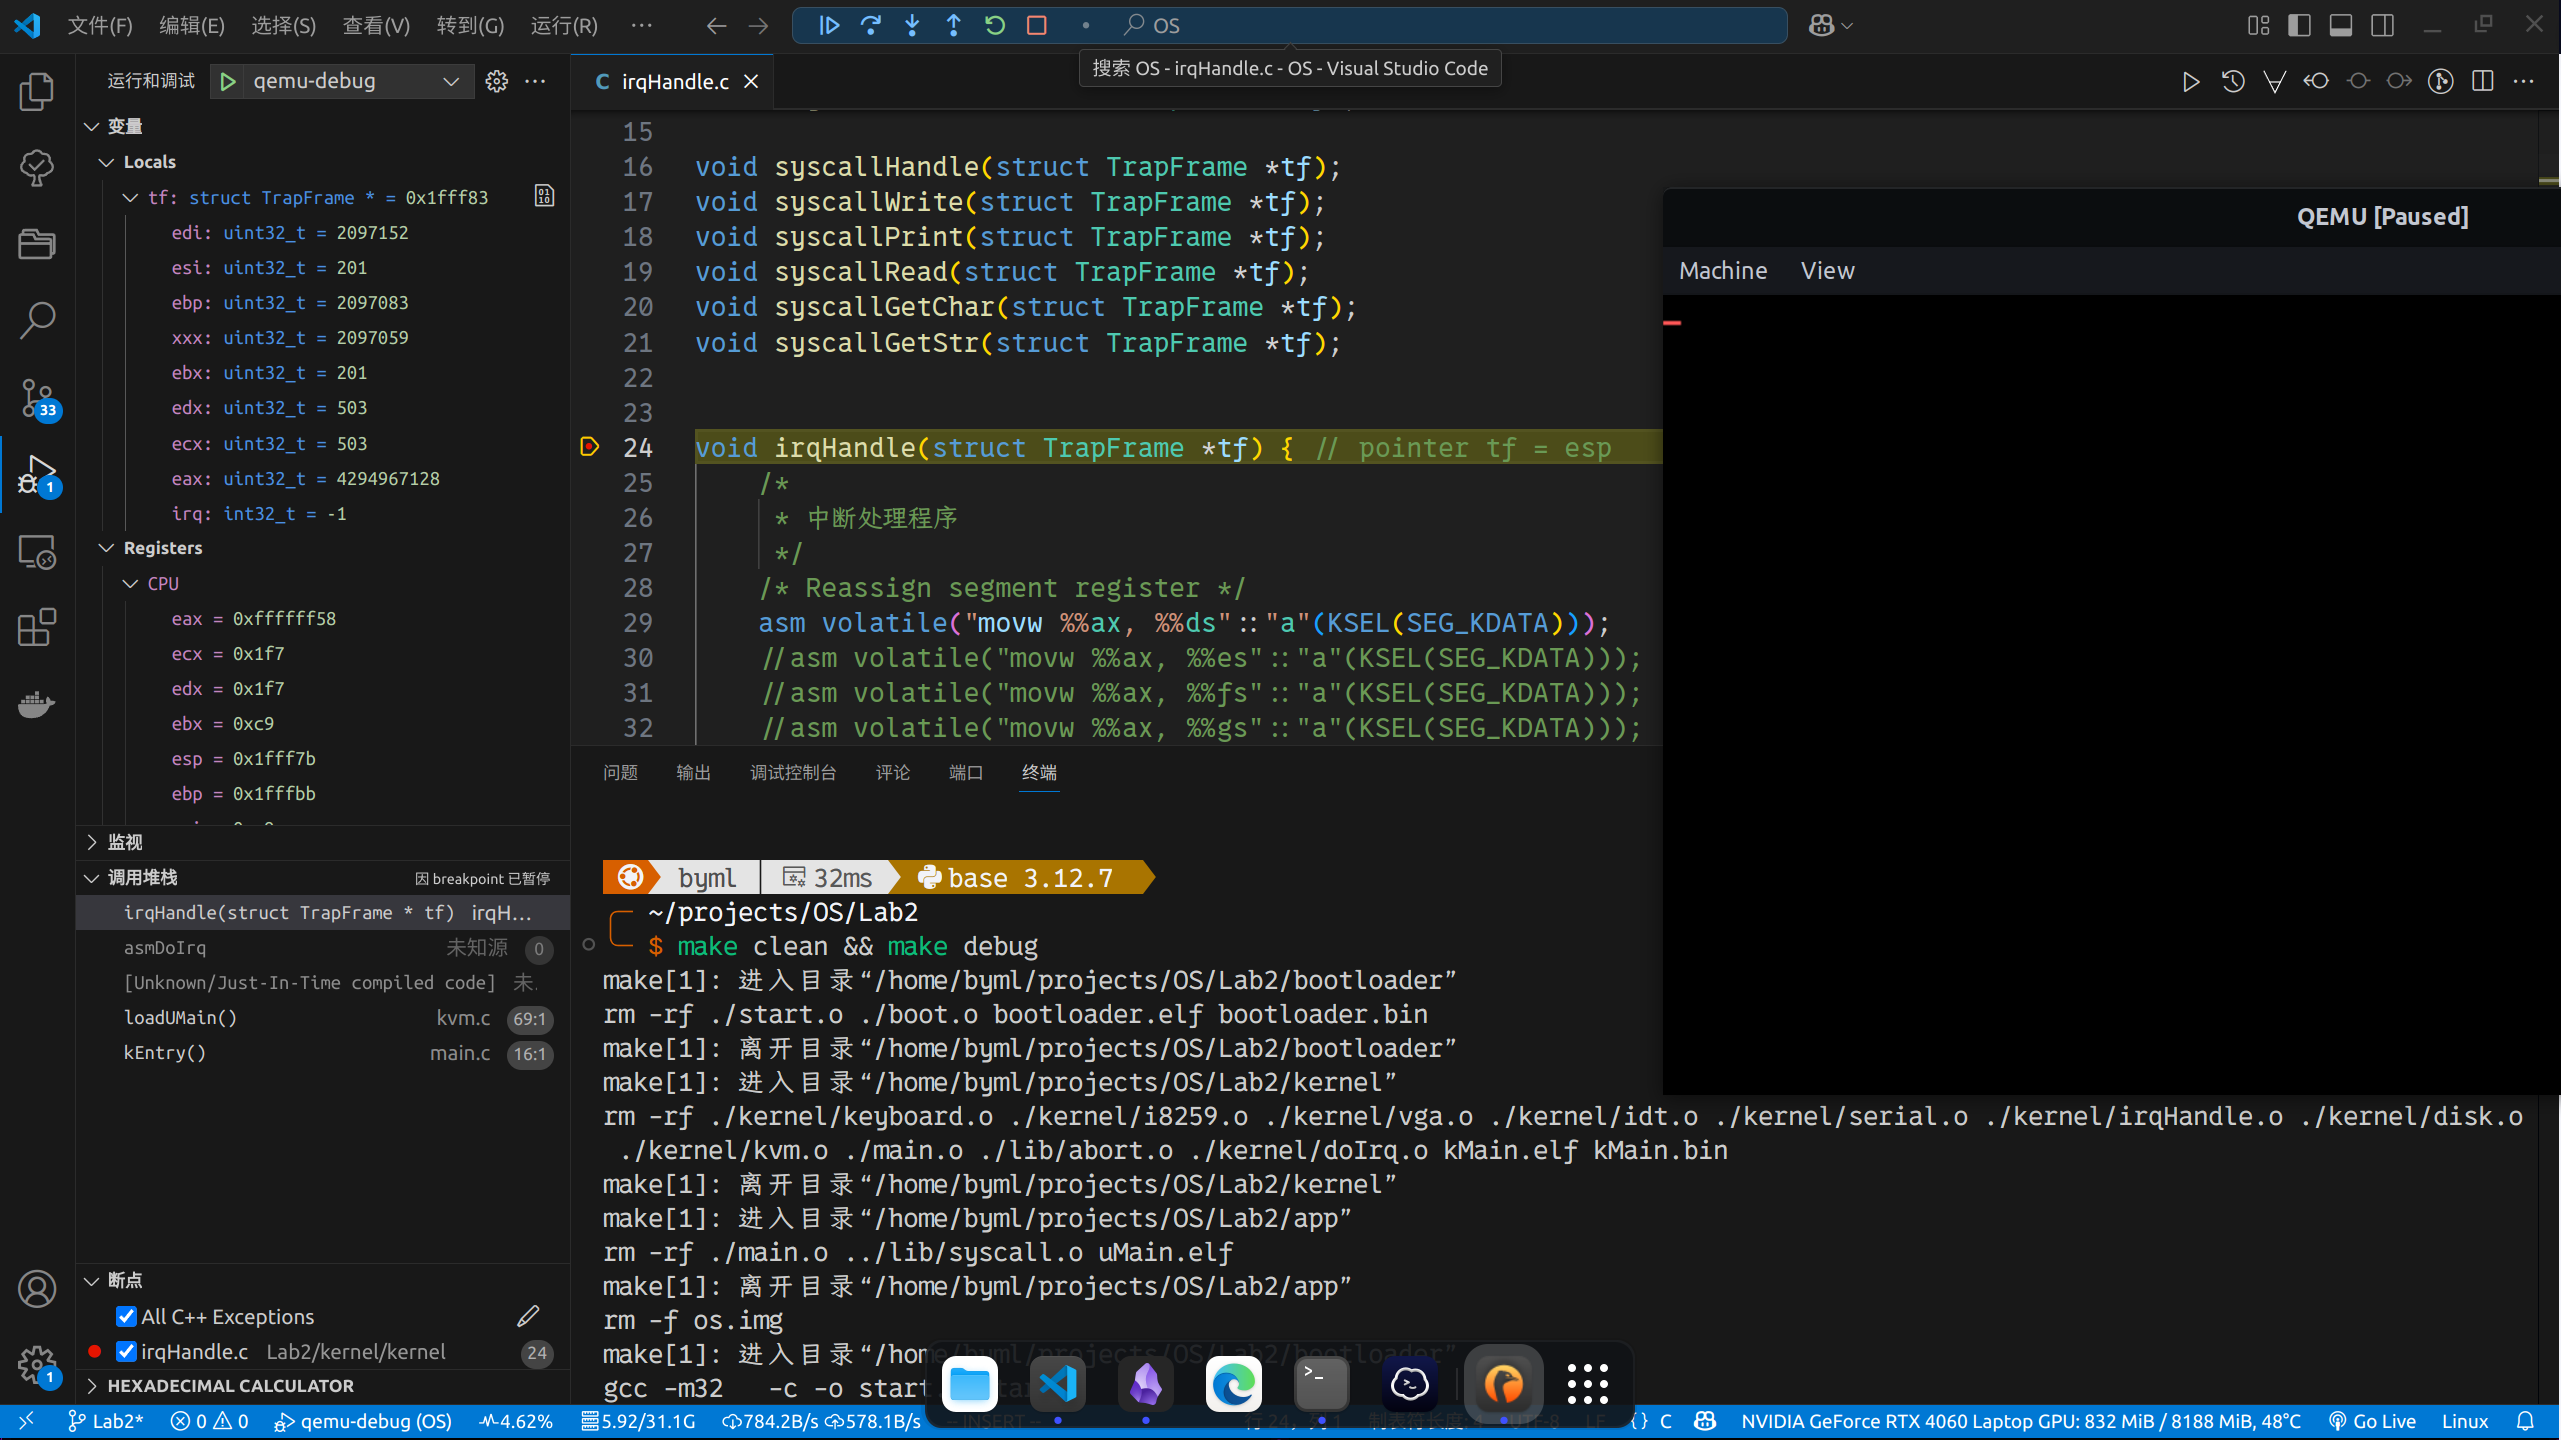 文件(F) 编辑(E) 选择(S) 查看(V) 转到(G) 运行(R) ··· OS
搜索 OS - irqHandle.c - OS - Visual Studio Code
运行和调试 qemu-debug
变量
Locals
tf: struct TrapFrame * = 0x1fff83
edi: uint32_t = 2097152
esi: uint32_t = 201
ebp: uint32_t = 2097083
xxx: uint32_t = 2097059
ebx: uint32_t = 201
edx: uint32_t = 503
ecx: uint32_t = 503
eax: uint32_t = 4294967128
irq: int32_t = -1
Registers
CPU
eax = 0xffffff58
ecx = 0x1f7
edx = 0x1f7
ebx = 0xc9
esp = 0x1fff7b
ebp = 0x1fffbb
监视
调用堆栈 因 breakpoint 已暂停
irqHandle(struct TrapFrame * tf) irqH...
asmDoIrq 未知源 0
[Unknown/Just-In-Time compiled code] 未.
loadUMain() kvm.c 69:1
kEntry() main.c 16:1
断点
All C++ Exceptions
irqHandle.c Lab2/kernel/kernel 24
HEXADECIMAL CALCULATOR
33
1
1
C irqHandle.c
15
16 void syscallHandle(struct TrapFrame *tf);
17 void syscallWrite(struct TrapFrame *tf);
18 void syscallPrint(struct TrapFrame *tf);
19 void syscallRead(struct TrapFrame *tf);
20 void syscallGetChar(struct TrapFrame *tf);
21 void syscallGetStr(struct TrapFrame *tf);
22
23
24 void irqHandle(struct TrapFrame *tf) { // pointer tf = esp
25 /*
26 * 中断处理程序
27 */
28 /* Reassign segment register */
29 asm volatile("movw %%ax, %%ds"::"a"(KSEL(SEG_KDATA)));
30 //asm volatile("movw %%ax, %%es"::"a"(KSEL(SEG_KDATA)));
31 //asm volatile("movw %%ax, %%fs"::"a"(KSEL(SEG_KDATA)));
32 //asm volatile("movw %%ax, %%gs"::"a"(KSEL(SEG_KDATA)));
QEMU [Paused]
Machine View
问题 输出 调试控制台 评论 端口 终端
byml 32ms base 3.12.7
~/projects/OS/Lab2
$ make clean && make debug
make[1]: 进入目录“/home/byml/projects/OS/Lab2/bootloader”
rm -rf ./start.o ./boot.o bootloader.elf bootloader.bin
make[1]: 离开目录“/home/byml/projects/OS/Lab2/bootloader”
make[1]: 进入目录“/home/byml/projects/OS/Lab2/kernel”
rm -rf ./kernel/keyboard.o ./kernel/i8259.o ./kernel/vga.o ./kernel/idt.o ./kernel/serial.o ./kernel/irqHandle.o ./kernel/disk.o
./kernel/kvm.o ./main.o ./lib/abort.o ./kernel/doIrq.o kMain.elf kMain.bin
make[1]: 离开目录“/home/byml/projects/OS/Lab2/kernel”
make[1]: 进入目录“/home/byml/projects/OS/Lab2/app”
rm -rf ./main.o ../lib/syscall.o uMain.elf
make[1]: 离开目录“/home/byml/projects/OS/Lab2/app”
rm -f os.img
make[1]: 进入目录“/home/byml/projects/OS/Lab2/bootloader”
gcc -m32 -c -o start
Lab2* 0 0 qemu-debug (OS) 4.62% 5.92/31.1G 784.2B/s 578.1B/s -- INSERT -- 行 24，列 1 制表符长度: 4 UTF-8 LF {} C NVIDIA GeForce RTX 4060 Laptop GPU: 832 MiB / 8188 MiB, 48°C Go Live Linux